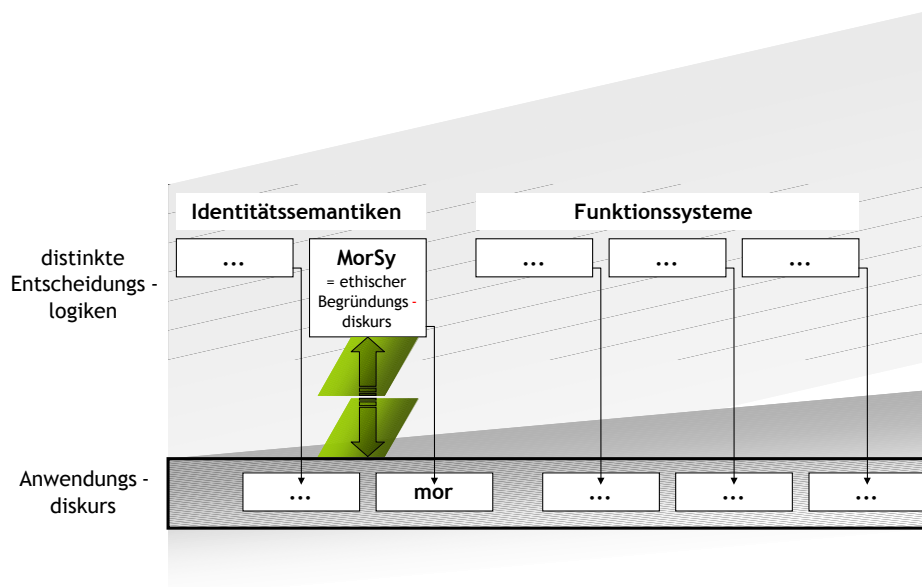 Identitätssemantiken
Funktionssysteme
distinkte
Entscheidungs -
logiken
...
MorSy
= ethischer
Begründungs -
diskurs
...
...
...
Anwendungs -
diskurs
...
mor
...
...
...